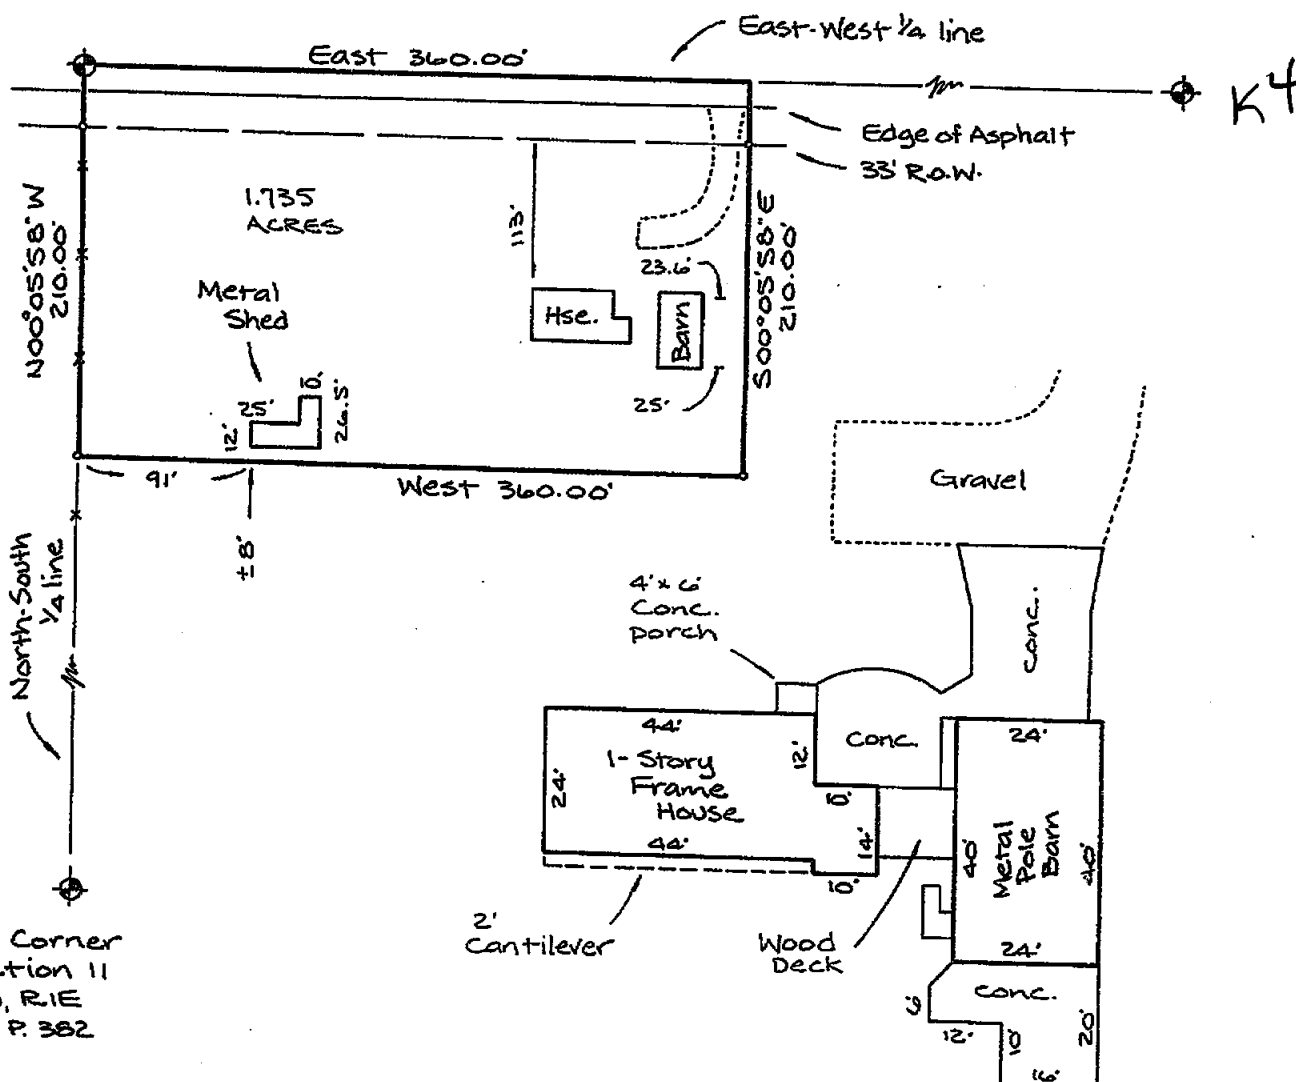 East-West 1/4 line
East 360.00'
K4
Edge of Asphalt
33' R.O.W.
1.735
ACRES
N00°05'58"W
210.00'
113'
S00°05'58"E
210.00'
23.6'
Metal
Shed
Hse.
Barn
25'
10'
25'
12'
26.5'
91'
West 360.00'
±8'
Gravel
North-South
1/4 line
4' x 6'
Conc.
porch
Conc.
44'
12'
Conc.
24'
1-Story
Frame
House
24'
10'
44'
14'
10'
Metal
Pole
Barn
40'
40'
2'
Cantilever
Wood
Deck
24'
Corner
tion 11
, R1E
P. 382
Conc.
6'
12'
10'
20'
16'